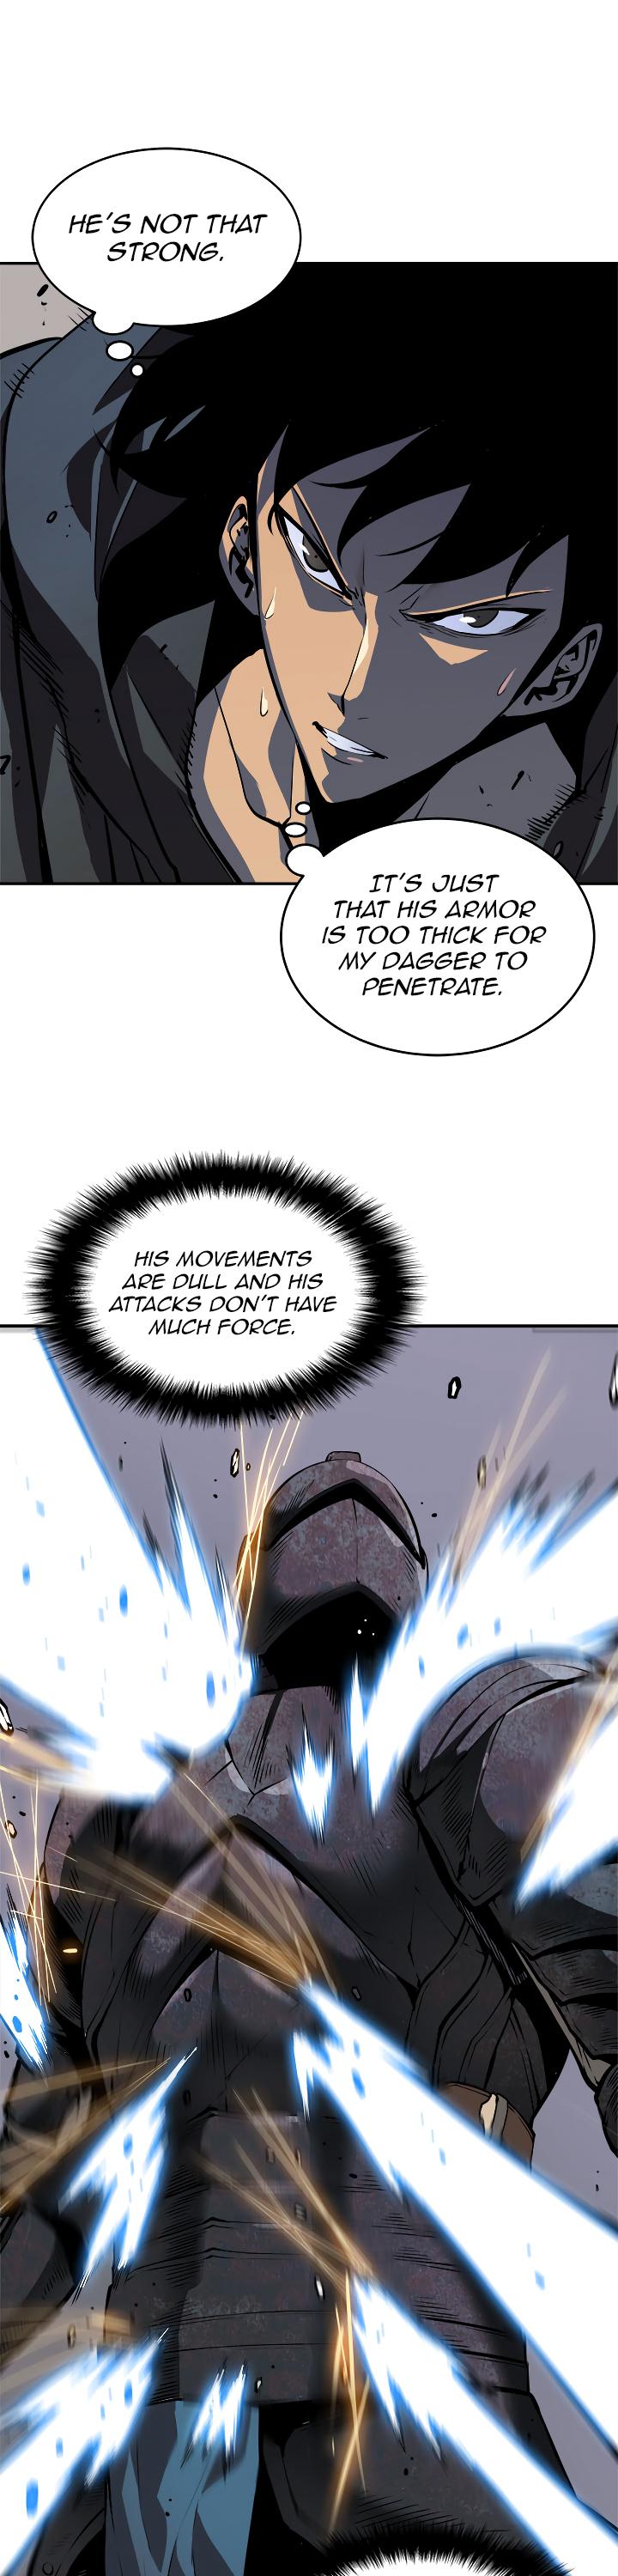 HE'S NOT THAT
STRONG.
IT'S JUST
THAT HIS ARMOR
IS TOO THICK FOR
MY DAGGER TO
PENETRATE.
HIS MOVEMENTS
ARE DULL AND HIS
ATTACKS DON'T HAVE
MUCH FORCE.